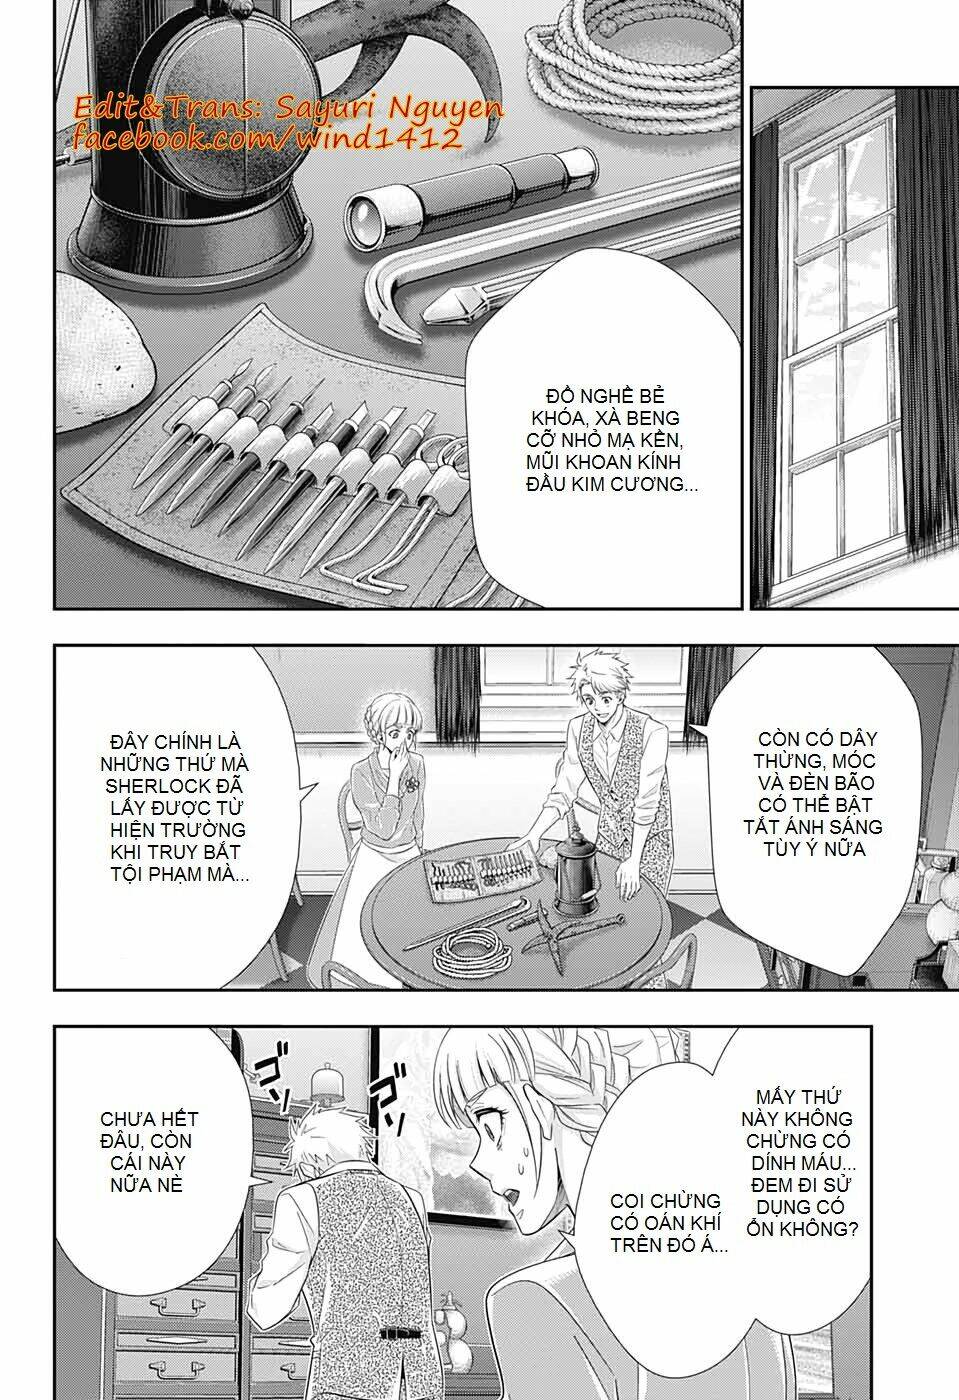 Edit&Trans: Sayuri Nguyen
facebook.com/wind1412
ĐỒ NGHỀ BẺ
KHÓA, XÀ BENG
CỠ NHỎ MẠ KỀN,
MŨI KHOAN KÍNH
ĐẦU KIM CƯƠNG...
CÒN CÓ DÂY
THỪNG, MÓC
VÀ ĐÈN BÃO
CÓ THỂ BẬT
TẮT ÁNH SÁNG
TÙY Ý NỮA
ĐÂY CHÍNH LÀ
NHỮNG THỨ MÀ
SHERLOCK ĐÃ
LẤY ĐƯỢC TỪ
HIỆN TRƯỜNG
KHI TRUY BẮT
TỘI PHẠM MÀ...
MẤY THỨ
NÀY KHÔNG
CHỪNG CÓ
DÍNH MÁU...
ĐEM ĐI SỬ
DỤNG CÓ
ỔN KHÔNG?
COI CHỪNG
CÓ OÁN KHÍ
TRÊN ĐÓ Á...
ゴソ
ゴソ
CHƯA HẾT
ĐÂU, CÒN
CÁI NÀY
NỮA NÈ